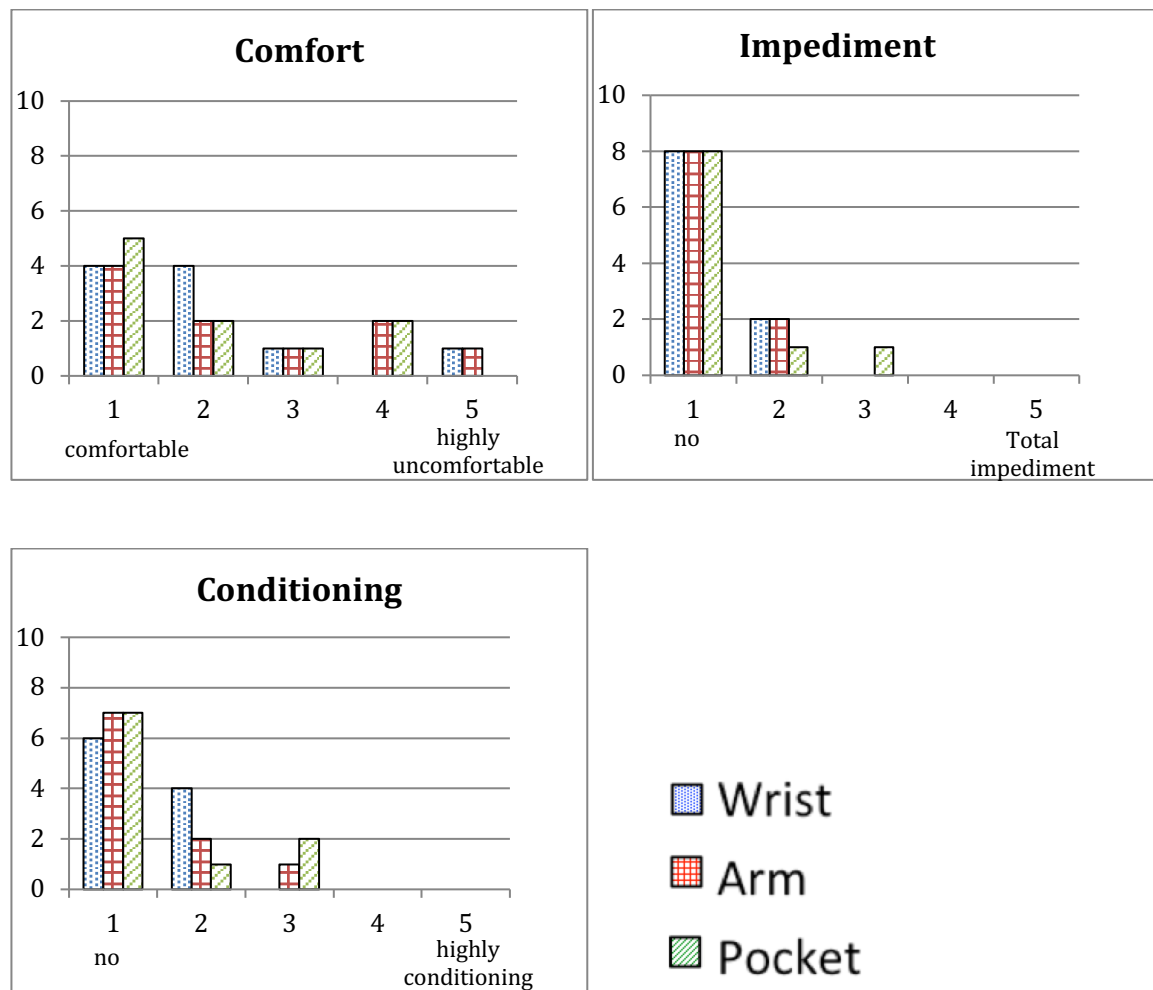 Comfort
10
8
6
4
2
0
1 2 3 4 5
comfortable
highly
uncomfortable
Impediment
10
8
6
4
2
0
1 2 3 4 5
no
Total
impediment
Conditioning
10
8
6
4
2
0
1 2 3 4 5
no
highly
conditioning
Wrist
Arm
Pocket